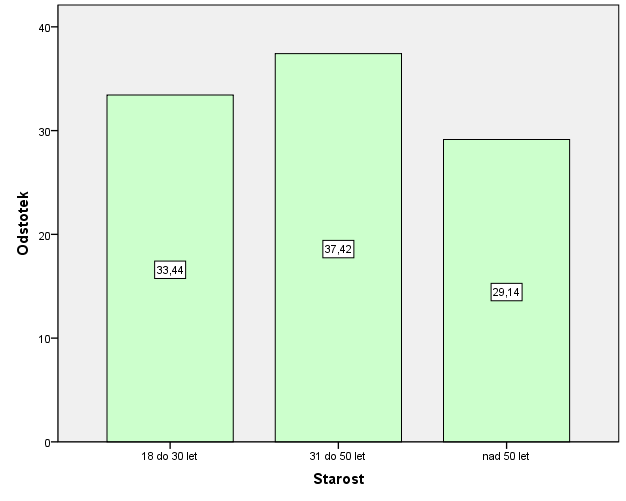 Odstotek
40
30
20
10
0
33,44
37,42
29,14
18 do 30 let
31 do 50 let
nad 50 let
Starost